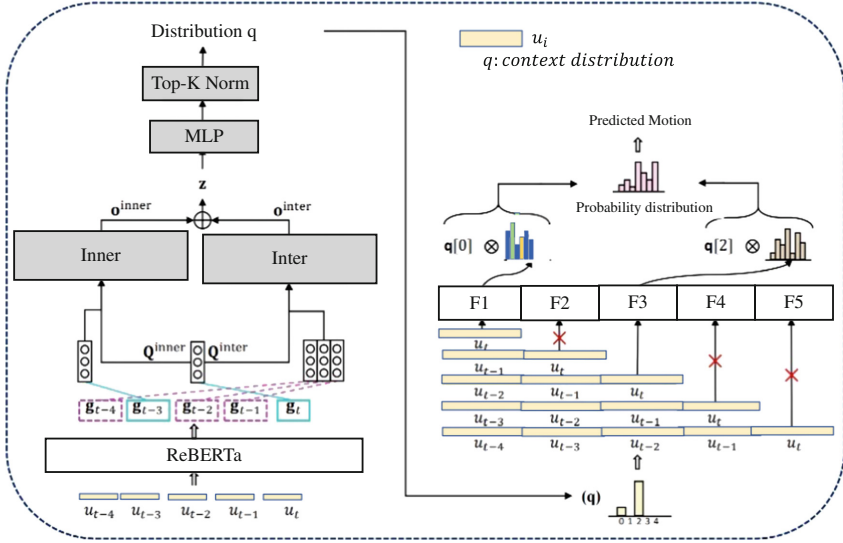 Distribution q
Top-K Norm
MLP
z
o^inner
o^inter
Inner
Inter
Q^inner
Q^inter
g_{t−4} g_{t−3} g_{t−2} g_{t−1} g_t
ReBERTa
u_{t−4} u_{t−3} u_{t−2} u_{t−1} u_t
u_i
q: context distribution
Predicted Motion
Probability distribution
q[0] ⊗
q[2] ⊗
F1 F2 F3 F4 F5
u_t
u_{t−1} u_t
u_{t−2} u_{t−1} u_t
u_{t−3} u_{t−2} u_{t−1} u_t
u_{t−4} u_{t−3} u_{t−2} u_{t−1} u_t
(q)
0 1 2 3 4